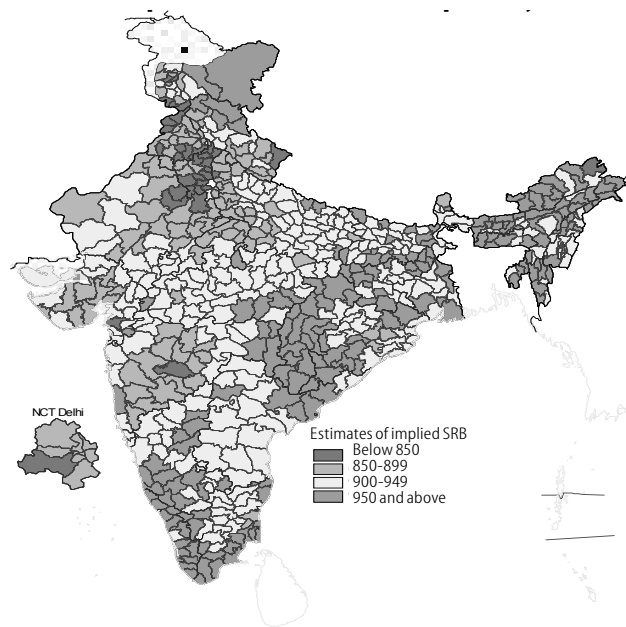 NCT Delhi
Estimates of implied SRB
Below 850
850-899
900-949
950 and above